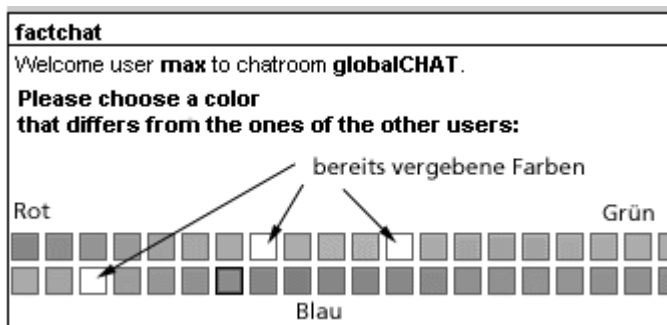 factchat
Welcome user max to chatroom globalCHAT.
Please choose a color
that differs from the ones of the other users:
bereits vergebene Farben
Rot
Grün
Blau